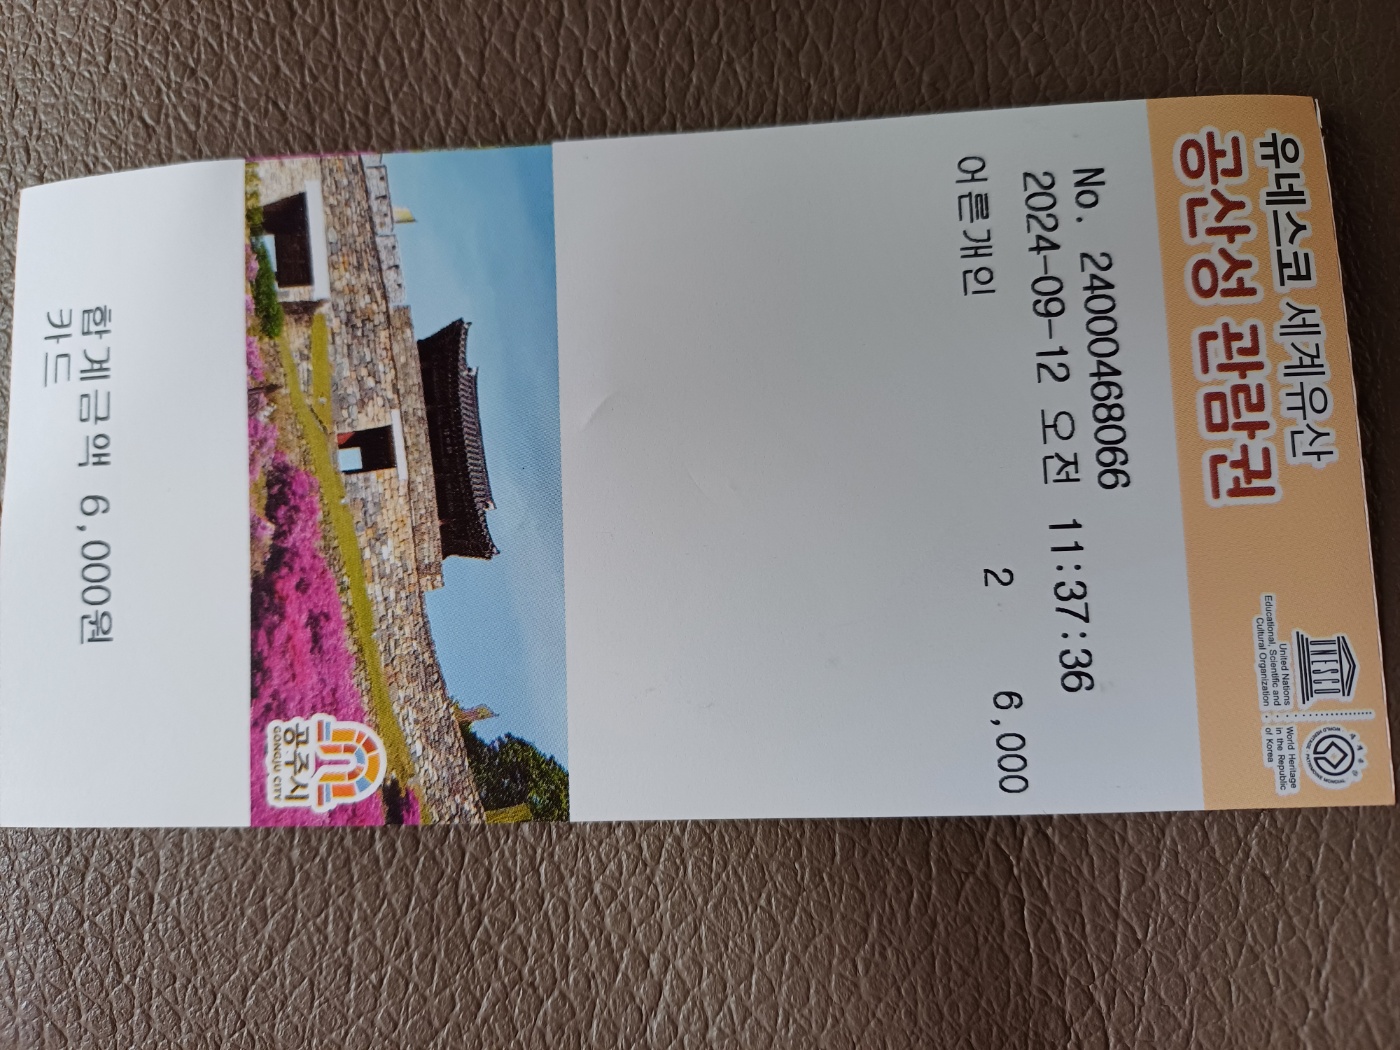 유네스코 세계유산
공산성 관람권
UNESCO
United Nations
Educational, Scientific and
Cultural Organization
World Heritage
in the Republic
of Korea
No. 24000468066
2024-09-12 오전 11:37:36
어른개인 2 6,000
공주시
GONGJU CITY
합계금액 6,000원
카드